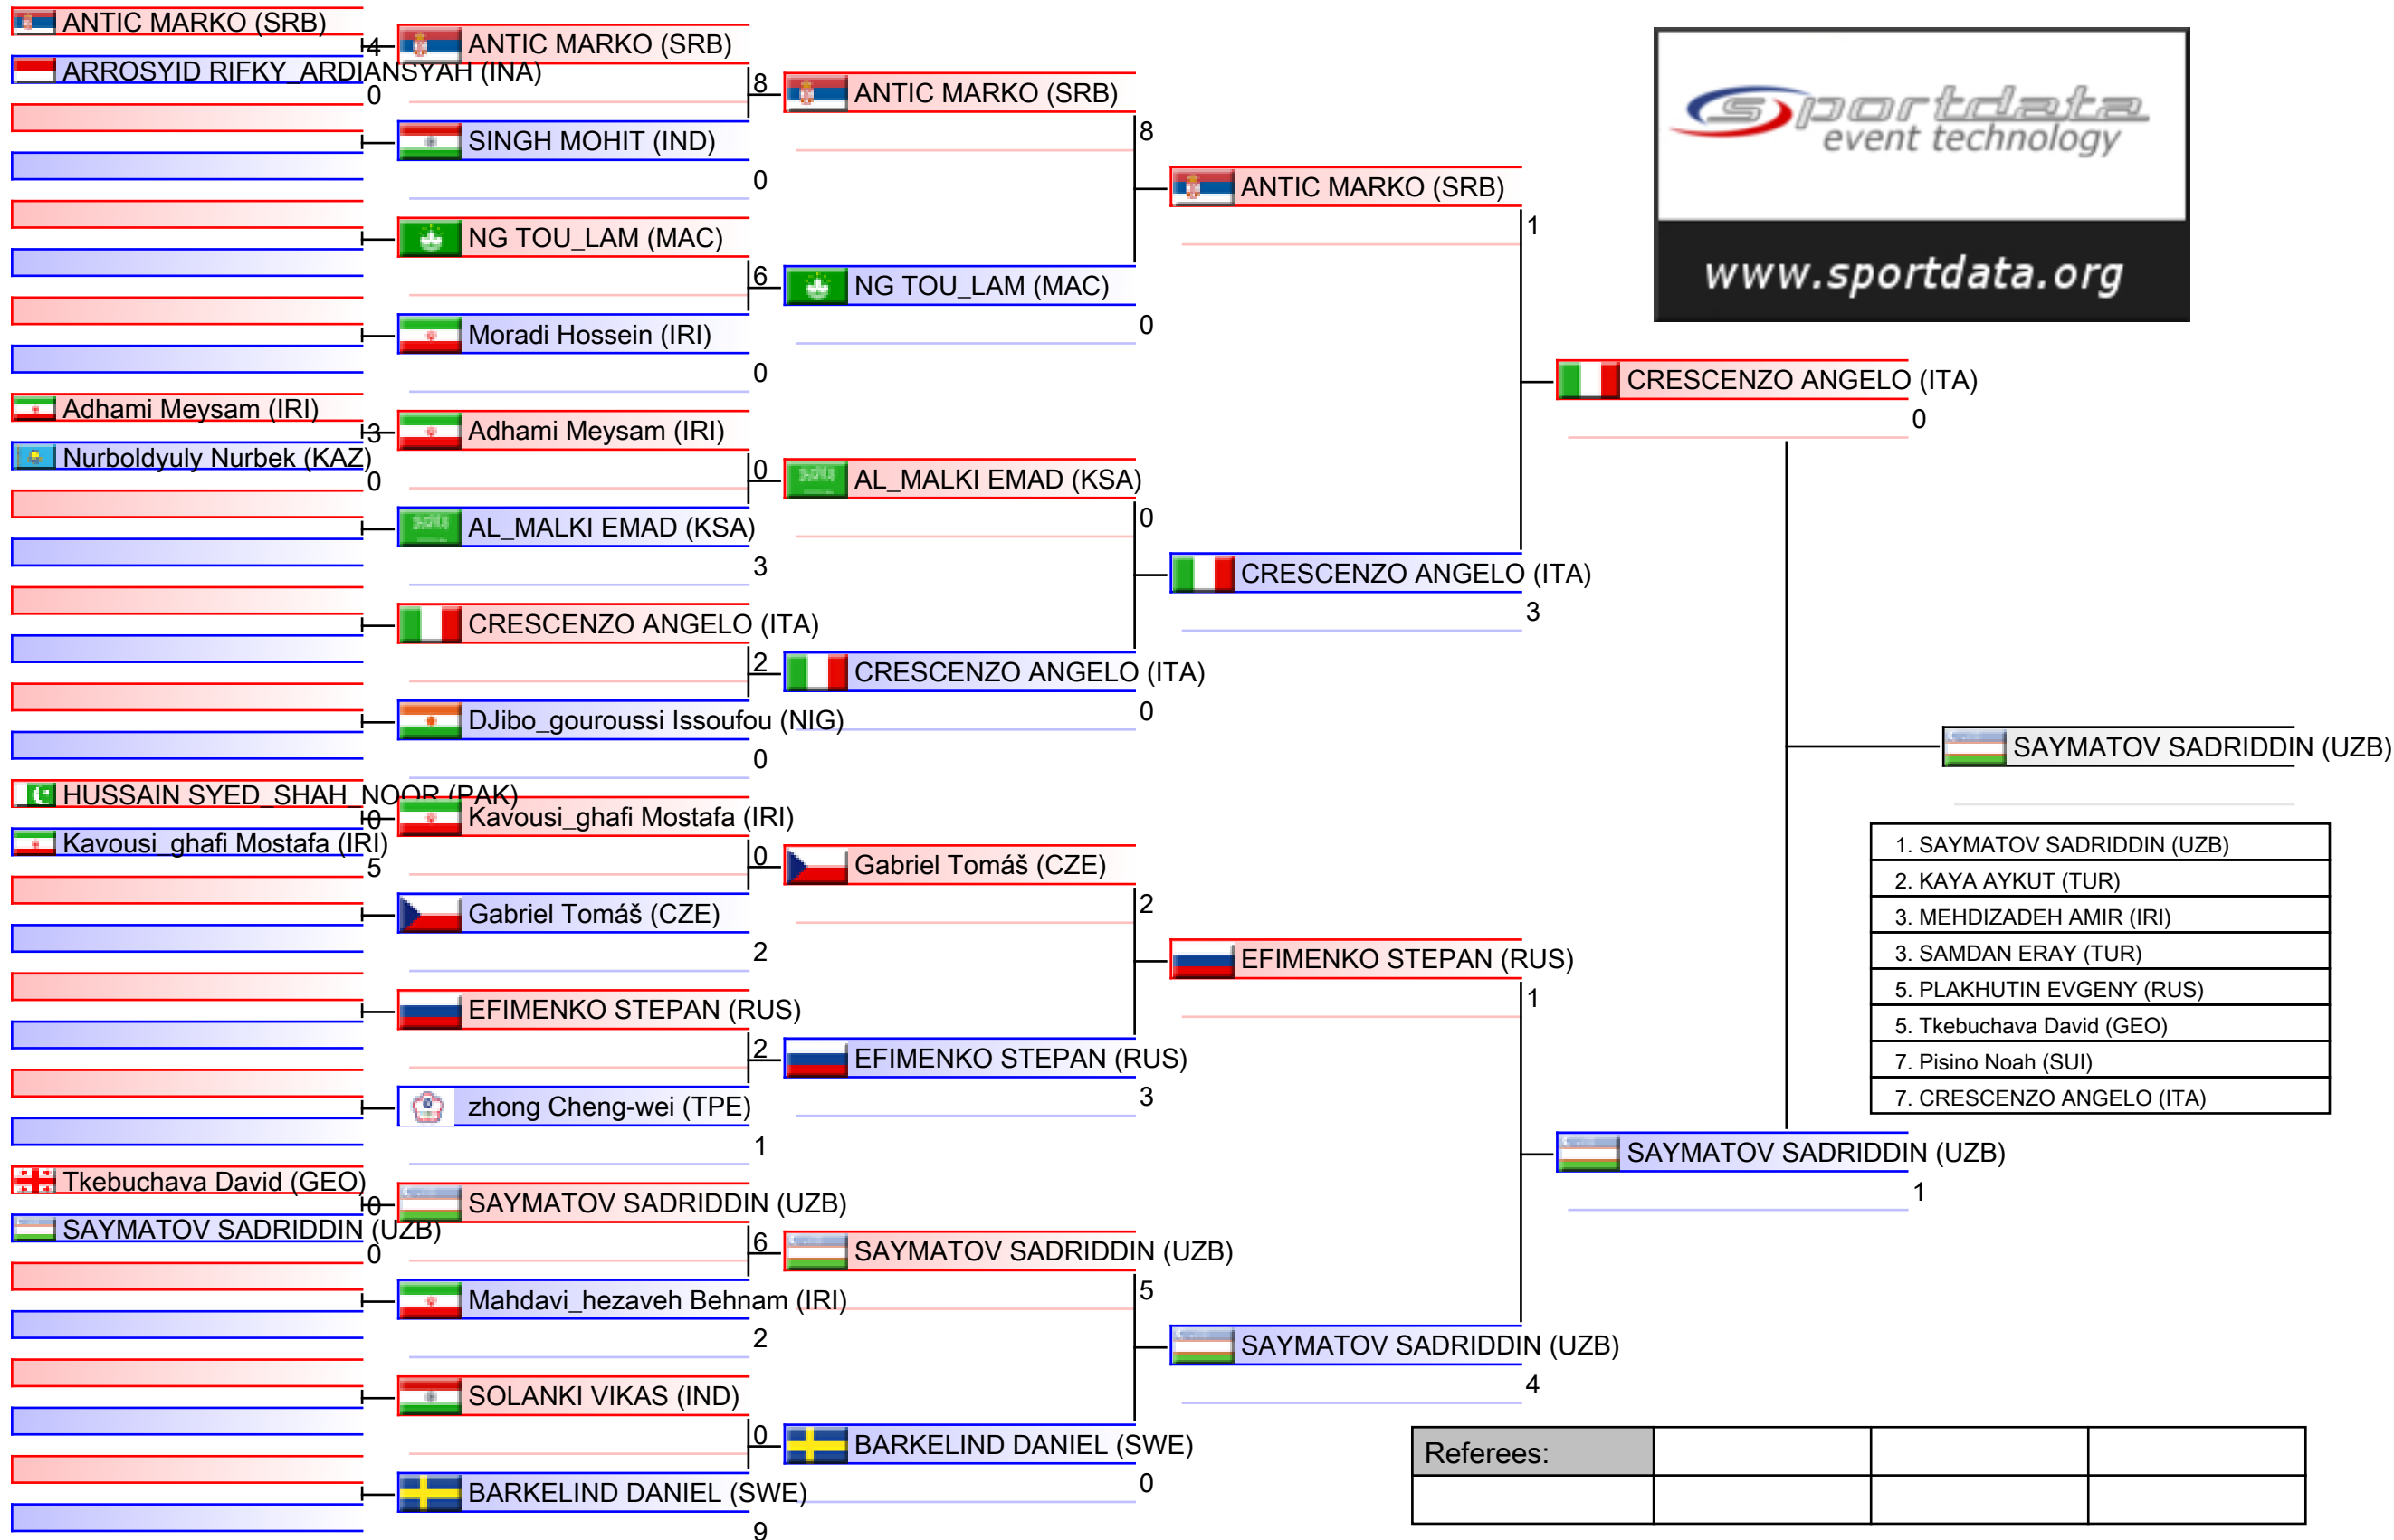 ANTIC MARKO (SRB)
4
ARROSYID RIFKY_ARDIANSYAH (INA)
0
Adhami Meysam (IRI)
3
Nurboldyuly Nurbek (KAZ)
0
HUSSAIN SYED_SHAH_NOOR (PAK)
0
Kavousi_ghafi Mostafa (IRI)
5
Tkebuchava David (GEO)
0
SAYMATOV SADRIDDIN (UZB)
0
ANTIC MARKO (SRB)
8
SINGH MOHIT (IND)
0
NG TOU_LAM (MAC)
6
Moradi Hossein (IRI)
0
Adhami Meysam (IRI)
0
AL_MALKI EMAD (KSA)
3
CRESCENZO ANGELO (ITA)
2
DJibo_gouroussi Issoufou (NIG)
0
Kavousi_ghafi Mostafa (IRI)
0
Gabriel Tomáš (CZE)
2
EFIMENKO STEPAN (RUS)
2
zhong Cheng-wei (TPE)
1
SAYMATOV SADRIDDIN (UZB)
6
Mahdavi_hezaveh Behnam (IRI)
2
SOLANKI VIKAS (IND)
0
BARKELIND DANIEL (SWE)
9
ANTIC MARKO (SRB)
8
NG TOU_LAM (MAC)
0
AL_MALKI EMAD (KSA)
0
CRESCENZO ANGELO (ITA)
0
Gabriel Tomáš (CZE)
2
EFIMENKO STEPAN (RUS)
3
SAYMATOV SADRIDDIN (UZB)
5
BARKELIND DANIEL (SWE)
0
ANTIC MARKO (SRB)
1
CRESCENZO ANGELO (ITA)
3
EFIMENKO STEPAN (RUS)
1
SAYMATOV SADRIDDIN (UZB)
4
CRESCENZO ANGELO (ITA)
0
SAYMATOV SADRIDDIN (UZB)
1
SAYMATOV SADRIDDIN (UZB)
sportdata
event technology
www.sportdata.org
1. SAYMATOV SADRIDDIN (UZB)
2. KAYA AYKUT (TUR)
3. MEHDIZADEH AMIR (IRI)
3. SAMDAN ERAY (TUR)
5. PLAKHUTIN EVGENY (RUS)
5. Tkebuchava David (GEO)
7. Pisino Noah (SUI)
7. CRESCENZO ANGELO (ITA)
Referees: